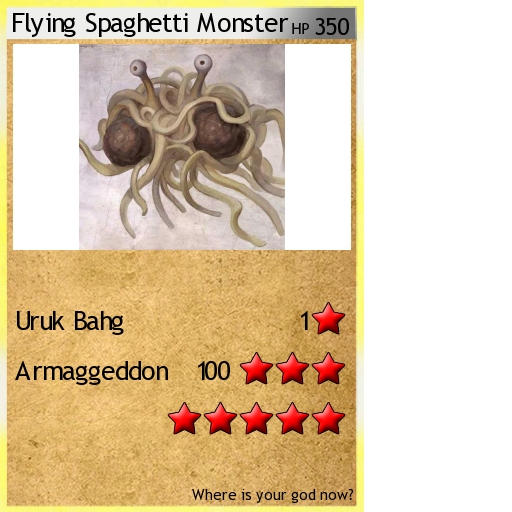 Flying Spaghetti Monster HP 350
Uruk Bahg 1
Armaggeddon 100
Where is your god now?